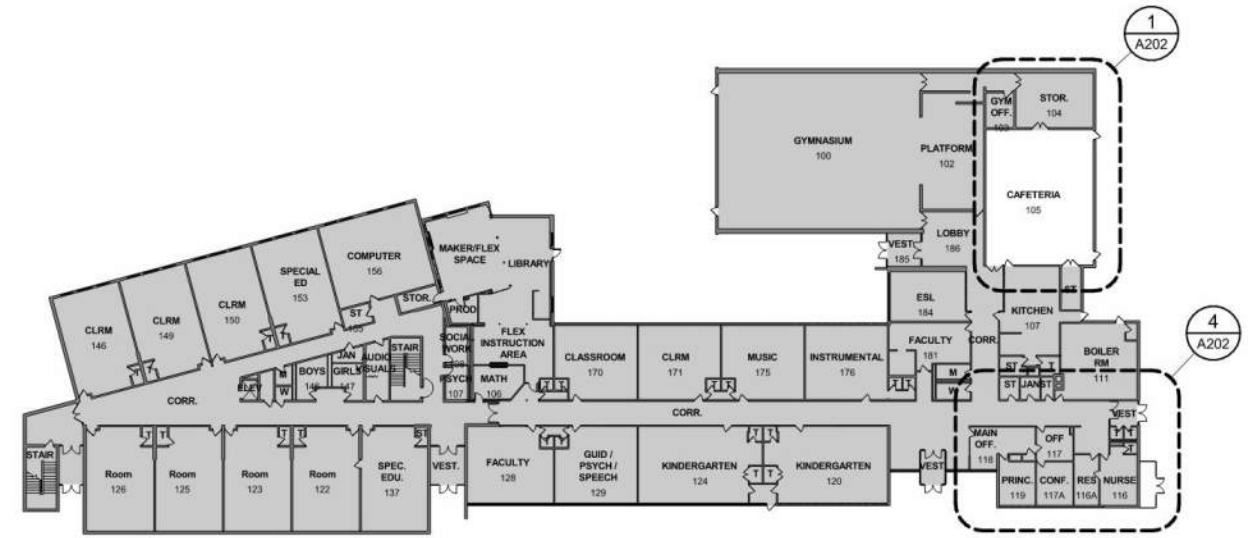 1
A202
GYM
OFF.
103
STOR.
104
GYMNASIUM
100
PLATFORM
102
CAFETERIA
105
LOBBY
186
VEST
185
MAKER/FLEX
SPACE
LIBRARY
COMPUTER
156
SPECIAL
ED
153
CLRM
150
CLRM
149
CLRM
146
STOR.
ST
155
PROD
ESL
184
KITCHEN
107
ST
4
A202
SOCIAL
WORK
108
FLEX
INSTRUCTION
AREA
STAIR
JAN
AUDIO
VISUALS
BOYS
GIRLS
147
M
W
ELEV
PSYCH
107
MATH
106
CLASSROOM
170
CLRM
171
MUSIC
175
INSTRUMENTAL
176
FACULTY
181
CORR.
BOILER
RM
111
M
W
ST
T
ST
JAN
ST
T
T
T
T
T
T
CORR.
CORR.
VEST
T
T
T
MAIN
OFF.
118
OFF
117
STAIR
T
T
T
T
ST
T
T
T
T
T
T
Room
126
Room
125
Room
123
Room
122
SPEC.
EDU.
137
VEST.
FACULTY
128
GUID /
PSYCH /
SPEECH
129
KINDERGARTEN
124
KINDERGARTEN
120
VEST
PRINC.
119
CONF.
117A
RES
116A
NURSE
116